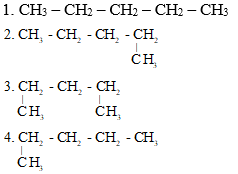 1. CH3 – CH2 – CH2 – CH2 – CH3
2. CH₃ - CH₂ - CH₂ - CH₂
|
CH₃
3. CH₂ - CH₂ - CH₂
| |
CH₃ CH₃
4. CH₂ - CH₂ - CH₂ - CH₃
|
CH₃